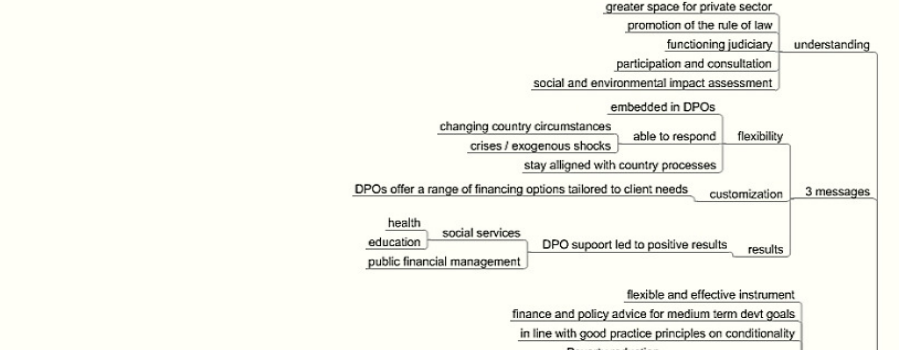 greater space for private sector
promotion of the rule of law
functioning judiciary
understanding
participation and consultation
social and environmental impact assessment
embedded in DPOs
changing country circumstances
able to respond
flexibility
crises / exogenous shocks
stay alligned with country processes
DPOs offer a range of financing options tailored to client needs
customization
3 messages
health
social services
education
DPO supoort led to positive results
results
public financial management
flexible and effective instrument
finance and policy advice for medium term devt goals
in line with good practice principles on conditionality